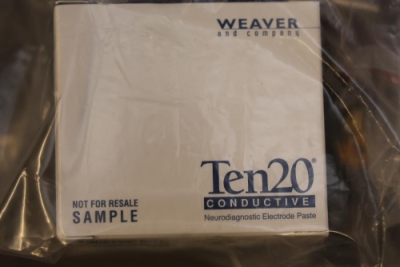 WEAVER
and company
Ten20®
CONDUCTIVE
Neurodiagnostic Electrode Paste
NOT FOR RESALE
SAMPLE